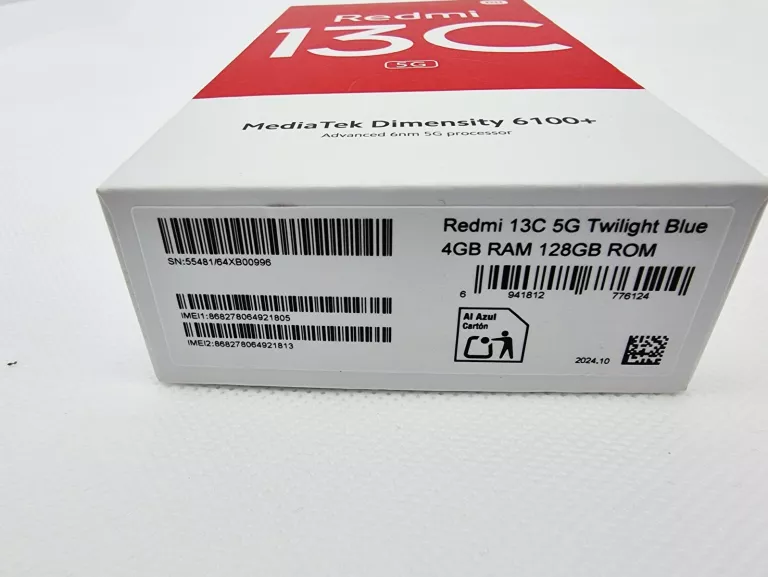 Redmi
13C
5G
MediaTek Dimensity 6100+
Advanced 6nm 5G processor
SN:55481/64XB00996
IMEI1:868278064921805
IMEI2:868278064921813
Redmi 13C 5G Twilight Blue
4GB RAM 128GB ROM
6 941812 776124
Al Azul
Cartón
2024.10